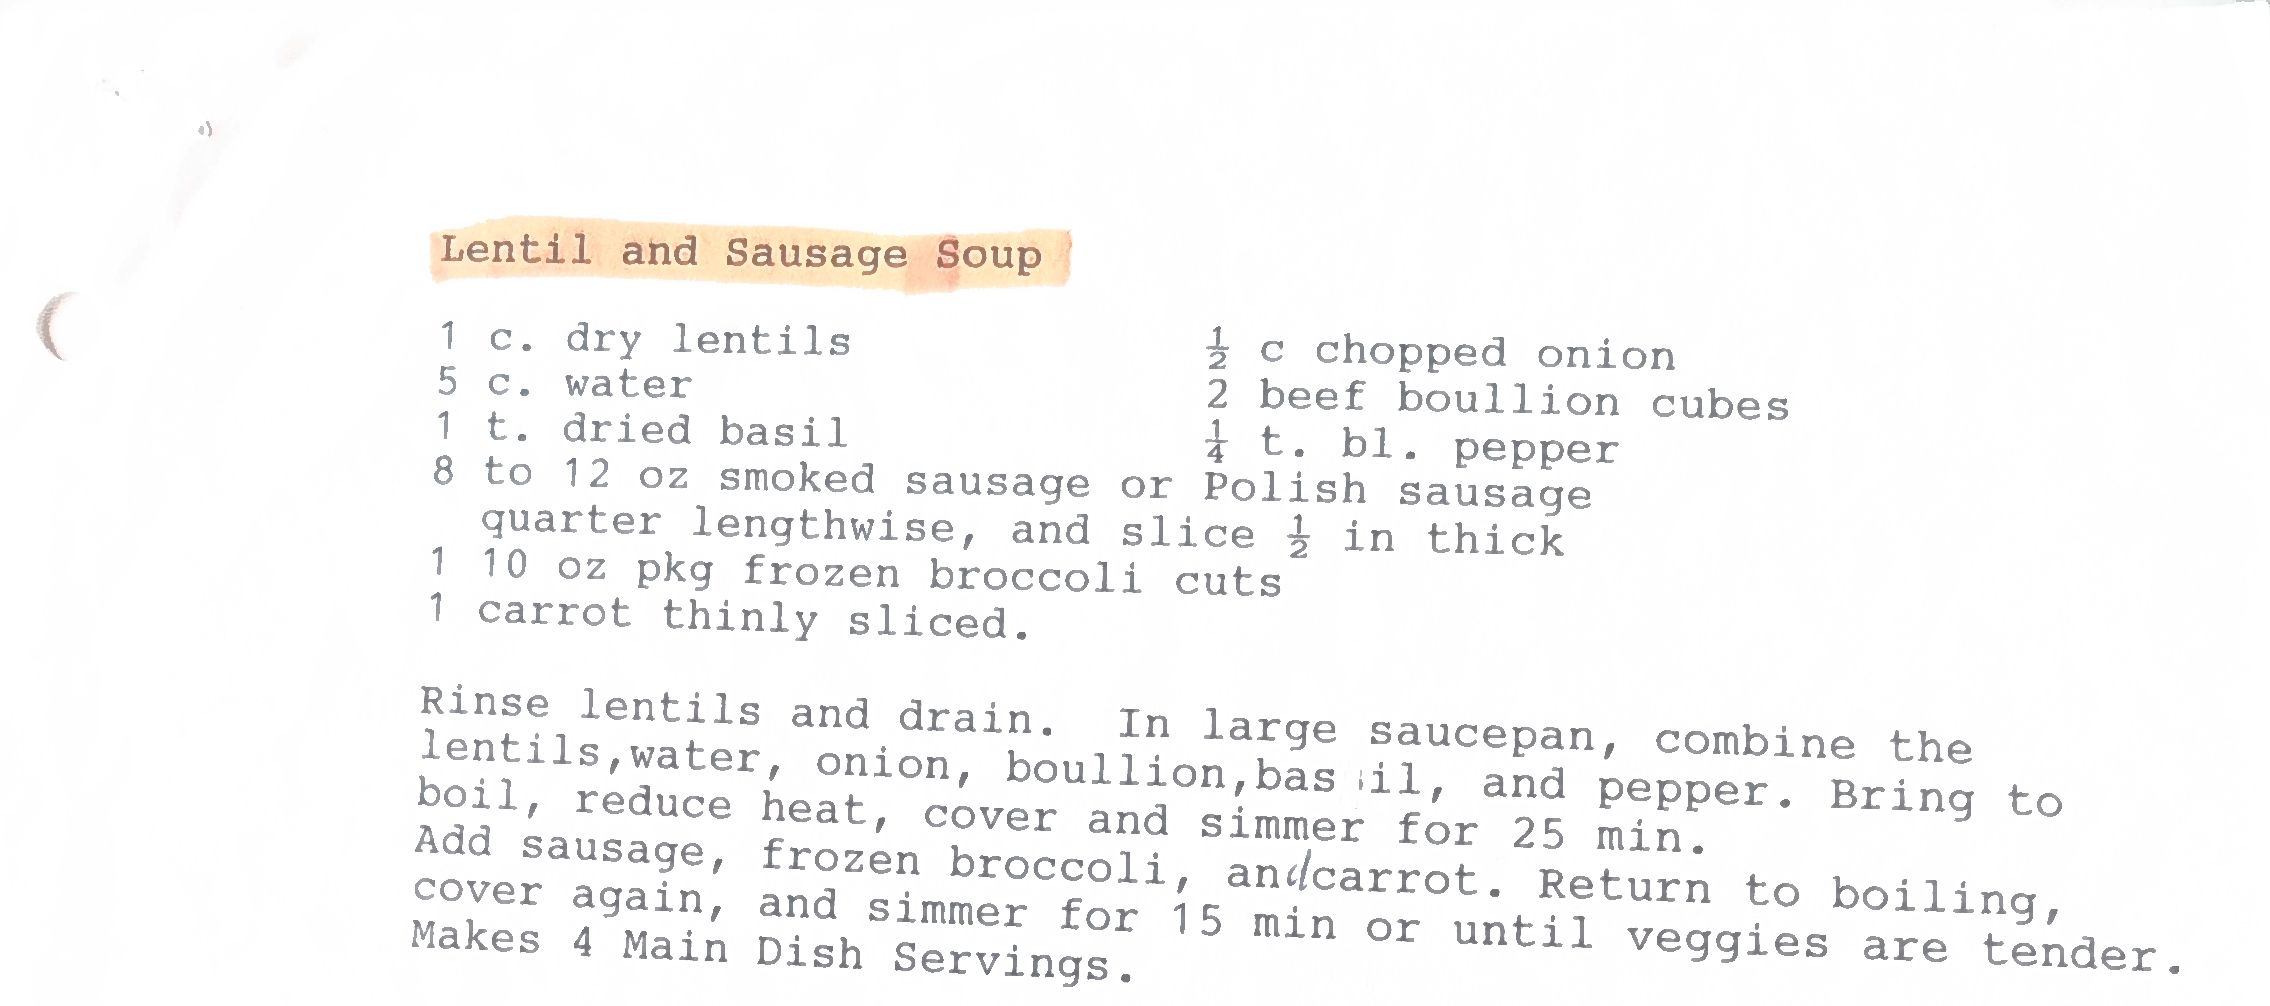 Lentil and Sausage Soup
1 c. dry lentils ½ c chopped onion
5 c. water 2 beef boullion cubes
1 t. dried basil ¼ t. bl. pepper
8 to 12 oz smoked sausage or Polish sausage
quarter lengthwise, and slice ½ in thick
1 10 oz pkg frozen broccoli cuts
1 carrot thinly sliced.
Rinse lentils and drain. In large saucepan, combine the
lentils,water, onion, boullion,bas il, and pepper. Bring to
boil, reduce heat, cover and simmer for 25 min.
Add sausage, frozen broccoli, andcarrot. Return to boiling,
cover again, and simmer for 15 min or until veggies are tender.
Makes 4 Main Dish Servings.